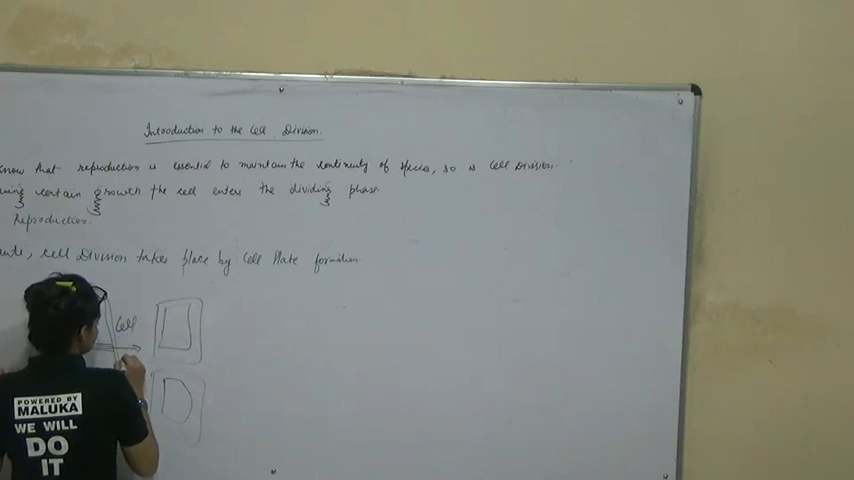 Introduction to the Cell Division.
know that reproduction is essential to maintain the continuity of species, so is Cell Division.
certain growth the cell enters the dividing phase
Reproduction.
, cell Division takes place by Cell Plate formation
Cell
POWERED BY
MALUKA
WE WILL
DO
IT